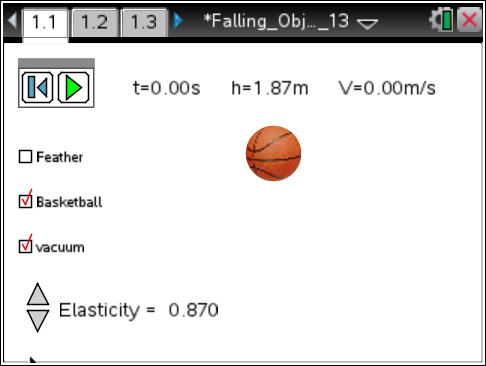 1.1 1.2 1.3 *Falling_Obj..._13
t=0.00s h=1.87m V=0.00m/s
Feather
Basketball
vacuum
Elasticity = 0.870